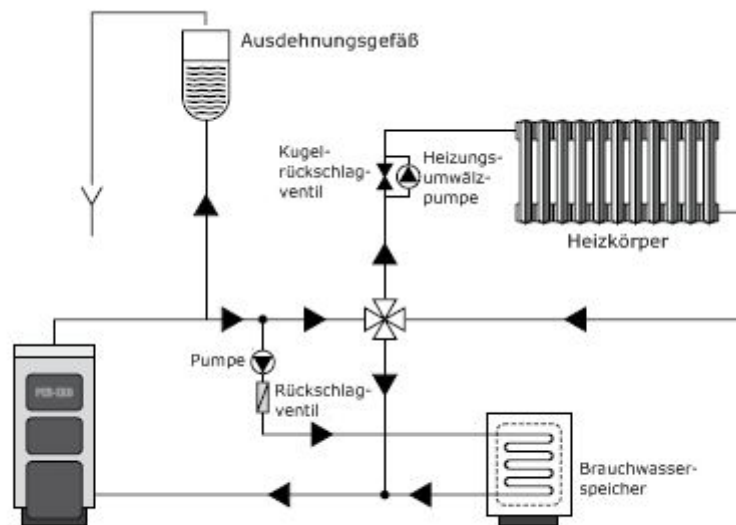 Ausdehnungsgefäß
Kugel-
rückschlag-
ventil
Heizungs-
umwälz-
pumpe
Heizkörper
Pumpe
Rückschlag-
ventil
Brauchwasser-
speicher